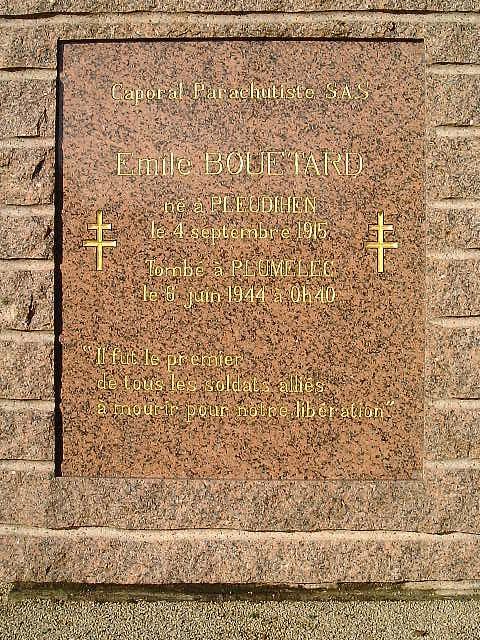 Caporal Parachutiste S.A.S
Emile BOUETARD
né à PLEUDIHEN
le 4 septembre 1915
Tombé à PLUMELEC
le 6 juin 1944 à 0h40
"Il fut le premier
de tous les soldats alliés
à mourir pour notre libération"